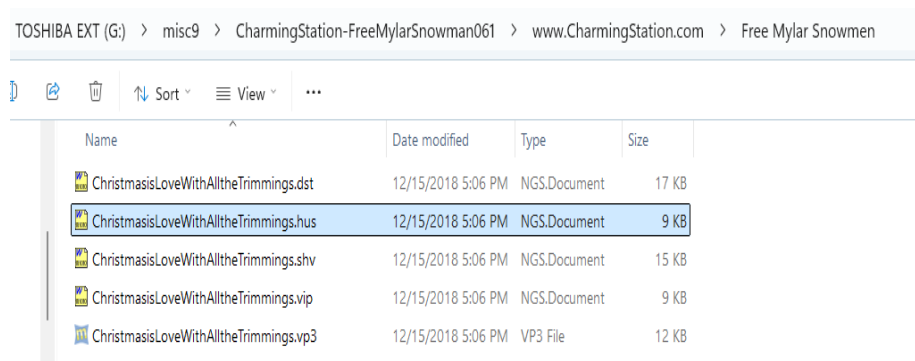 TOSHIBA EXT (G:) > misc9 > CharmingStation-FreeMylarSnowman061 > www.CharmingStation.com > Free Mylar Snowmen
Sort View ...
Name Date modified Type Size
ChristmasisLoveWithAlltheTrimmings.dst 12/15/2018 5:06 PM NGS.Document 17 KB
ChristmasisLoveWithAlltheTrimmings.hus 12/15/2018 5:06 PM NGS.Document 9 KB
ChristmasisLoveWithAlltheTrimmings.shv 12/15/2018 5:06 PM NGS.Document 15 KB
ChristmasisLoveWithAlltheTrimmings.vip 12/15/2018 5:06 PM NGS.Document 9 KB
ChristmasisLoveWithAlltheTrimmings.vp3 12/15/2018 5:06 PM VP3 File 12 KB